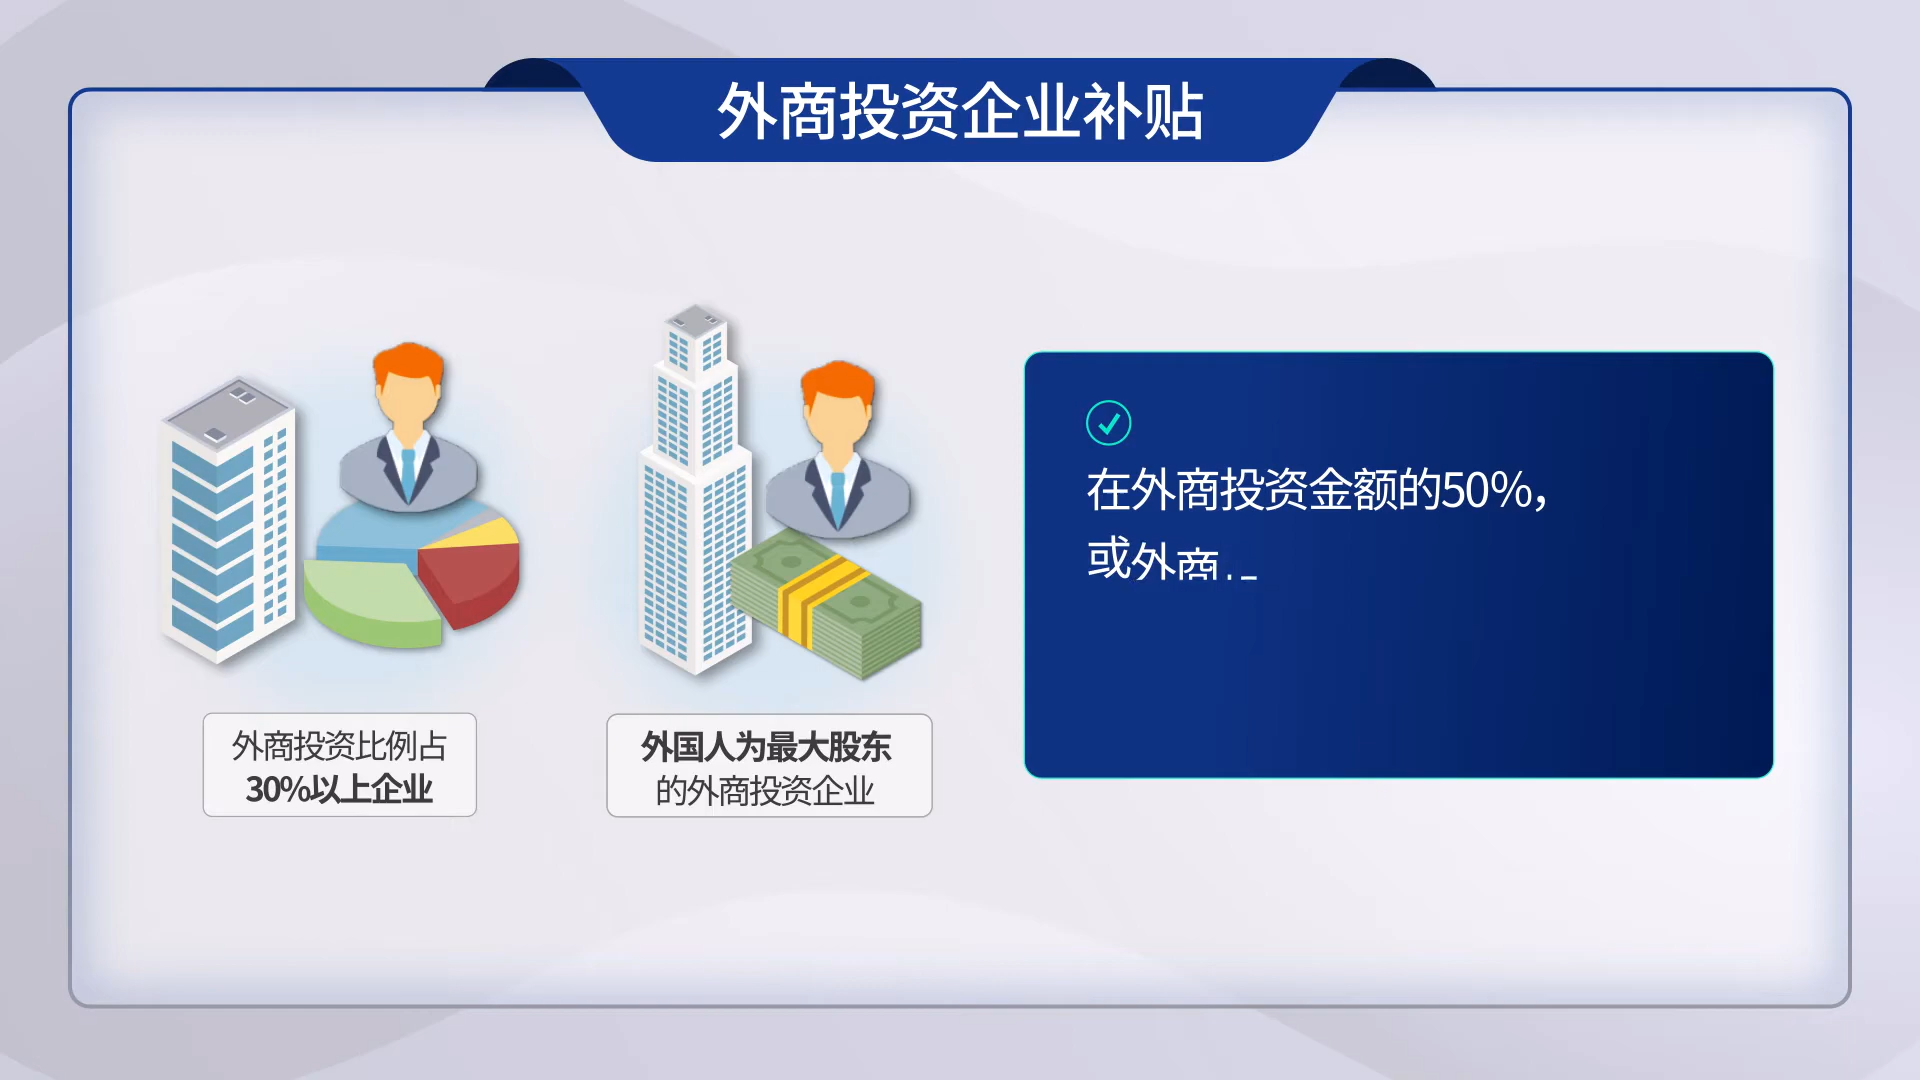 外商投资企业补贴
外商投资比例占
30%以上企业
外国人为最大股东
的外商投资企业
在外商投资金额的50%，
或外商